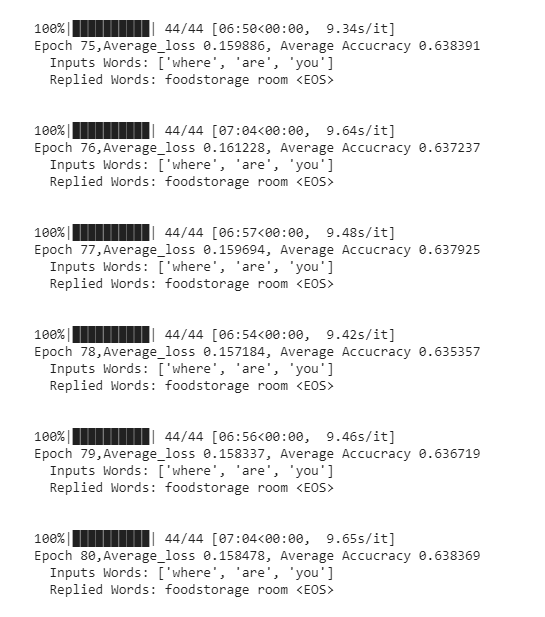 100%|██████████| 44/44 [06:50<00:00,  9.34s/it]
Epoch 75,Average_loss 0.159886, Average Accucracy 0.638391
  Inputs Words: ['where', 'are', 'you']
  Replied Words: foodstorage room <EOS>
100%|██████████| 44/44 [07:04<00:00,  9.64s/it]
Epoch 76,Average_loss 0.161228, Average Accucracy 0.637237
  Inputs Words: ['where', 'are', 'you']
  Replied Words: foodstorage room <EOS>
100%|██████████| 44/44 [06:57<00:00,  9.48s/it]
Epoch 77,Average_loss 0.159694, Average Accucracy 0.637925
  Inputs Words: ['where', 'are', 'you']
  Replied Words: foodstorage room <EOS>
100%|██████████| 44/44 [06:54<00:00,  9.42s/it]
Epoch 78,Average_loss 0.157184, Average Accucracy 0.635357
  Inputs Words: ['where', 'are', 'you']
  Replied Words: foodstorage room <EOS>
100%|██████████| 44/44 [06:56<00:00,  9.46s/it]
Epoch 79,Average_loss 0.158337, Average Accucracy 0.636719
  Inputs Words: ['where', 'are', 'you']
  Replied Words: foodstorage room <EOS>
100%|██████████| 44/44 [07:04<00:00,  9.65s/it]
Epoch 80,Average_loss 0.158478, Average Accucracy 0.638369
  Inputs Words: ['where', 'are', 'you']
  Replied Words: foodstorage room <EOS>